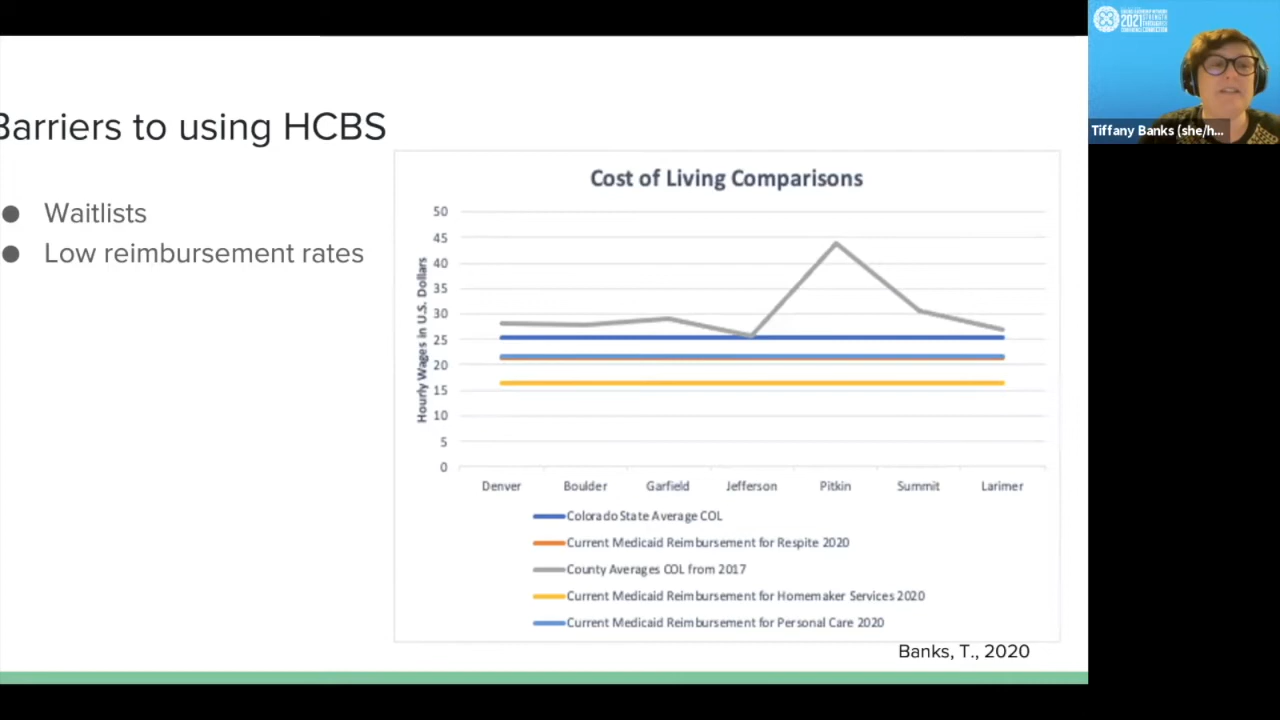 Barriers to using HCBS
● Waitlists
● Low reimbursement rates
Cost of Living Comparisons
Hourly Wages in U.S. Dollars
50
45
40
35
30
25
20
15
10
5
0
Denver Boulder Garfield Jefferson Pitkin Summit Larimer
Colorado State Average COL
Current Medicaid Reimbursement for Respite 2020
County Averages COL from 2017
Current Medicaid Reimbursement for Homemaker Services 2020
Current Medicaid Reimbursement for Personal Care 2020
Banks, T., 2020
2021
Tiffany Banks (she/h...